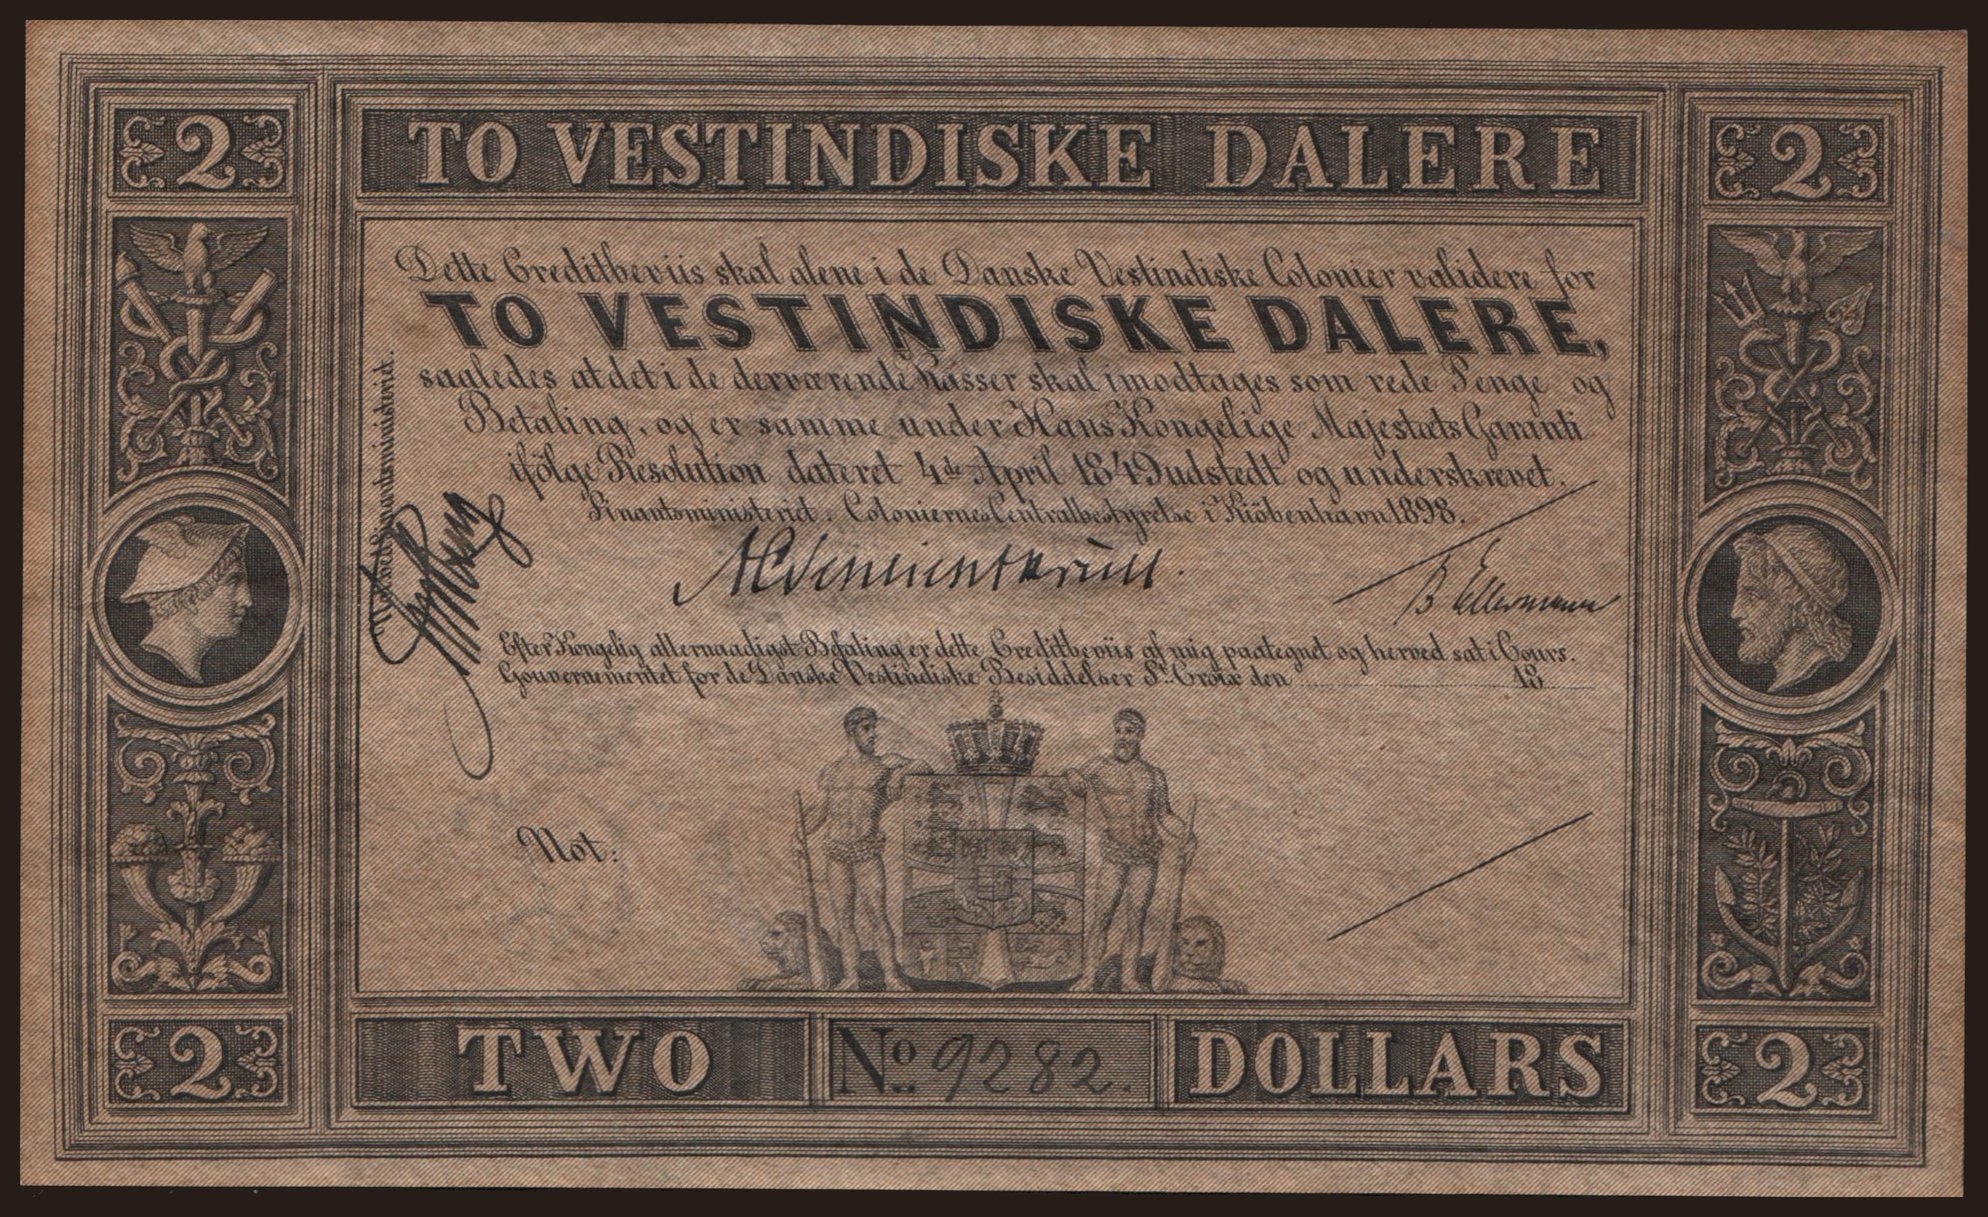 2 TO VESTINDISKE DALERE 2
Dette Creditbeviis skal alene i de Danske Vestindiske Colonier validere for
TO VESTINDISKE DALERE,
saaledes at det i de derværende Kasser skal imodtages som rede Penge og
Betaling, og er samme under Hans Kongelige Majestæts Garanti
ifölge Resolution dateret 4de April 1849 udstedt og underskrevet.
Finantsministeriet. Coloniernes Centralbestyrelse i Kiöbenhavn 1898.
B Ellermann
Efter Kongelig allernaadigst Befaling er dette Creditbeviis af mig paategnet og herved sat i Cours.
Gouvernementet for de Danske Vestindiske Besiddelser St. Croix den 18
Not:
2 TWO No. 9282. DOLLARS 2